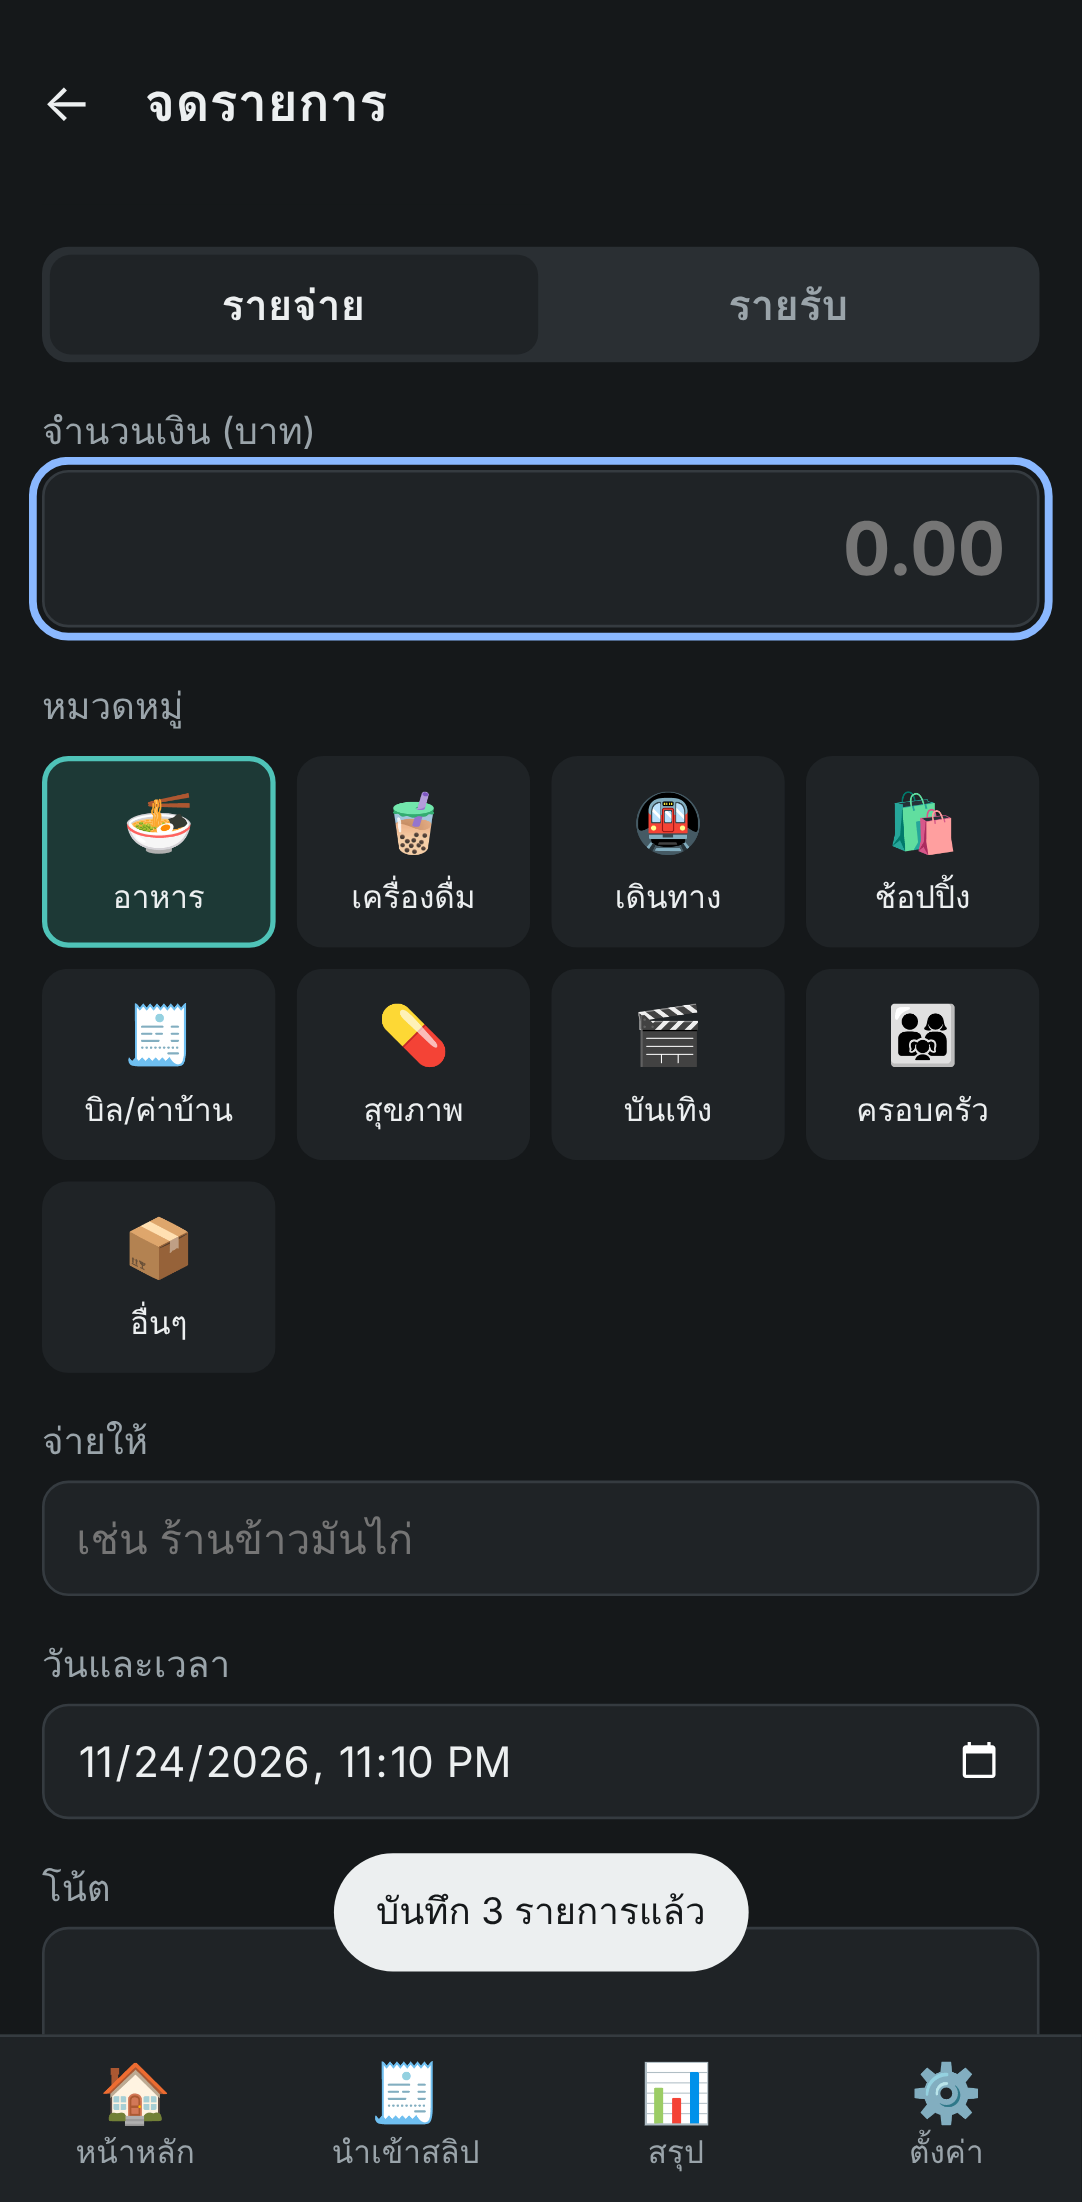 จดรายการ
รายจ่าย
รายรับ
จำนวนเงิน (บาท)
0.00
หมวดหมู่
อาหาร
เครื่องดื่ม
เดินทาง
ช้อปปิ้ง
บิล/ค่าบ้าน
สุขภาพ
บันเทิง
ครอบครัว
อื่นๆ
จ่ายให้
เช่น ร้านข้าวมันไก่
วันและเวลา
11/24/2026, 11:10 PM
โน้ต
บันทึก 3 รายการแล้ว
หน้าหลัก
นำเข้าสลิป
สรุป
ตั้งค่า